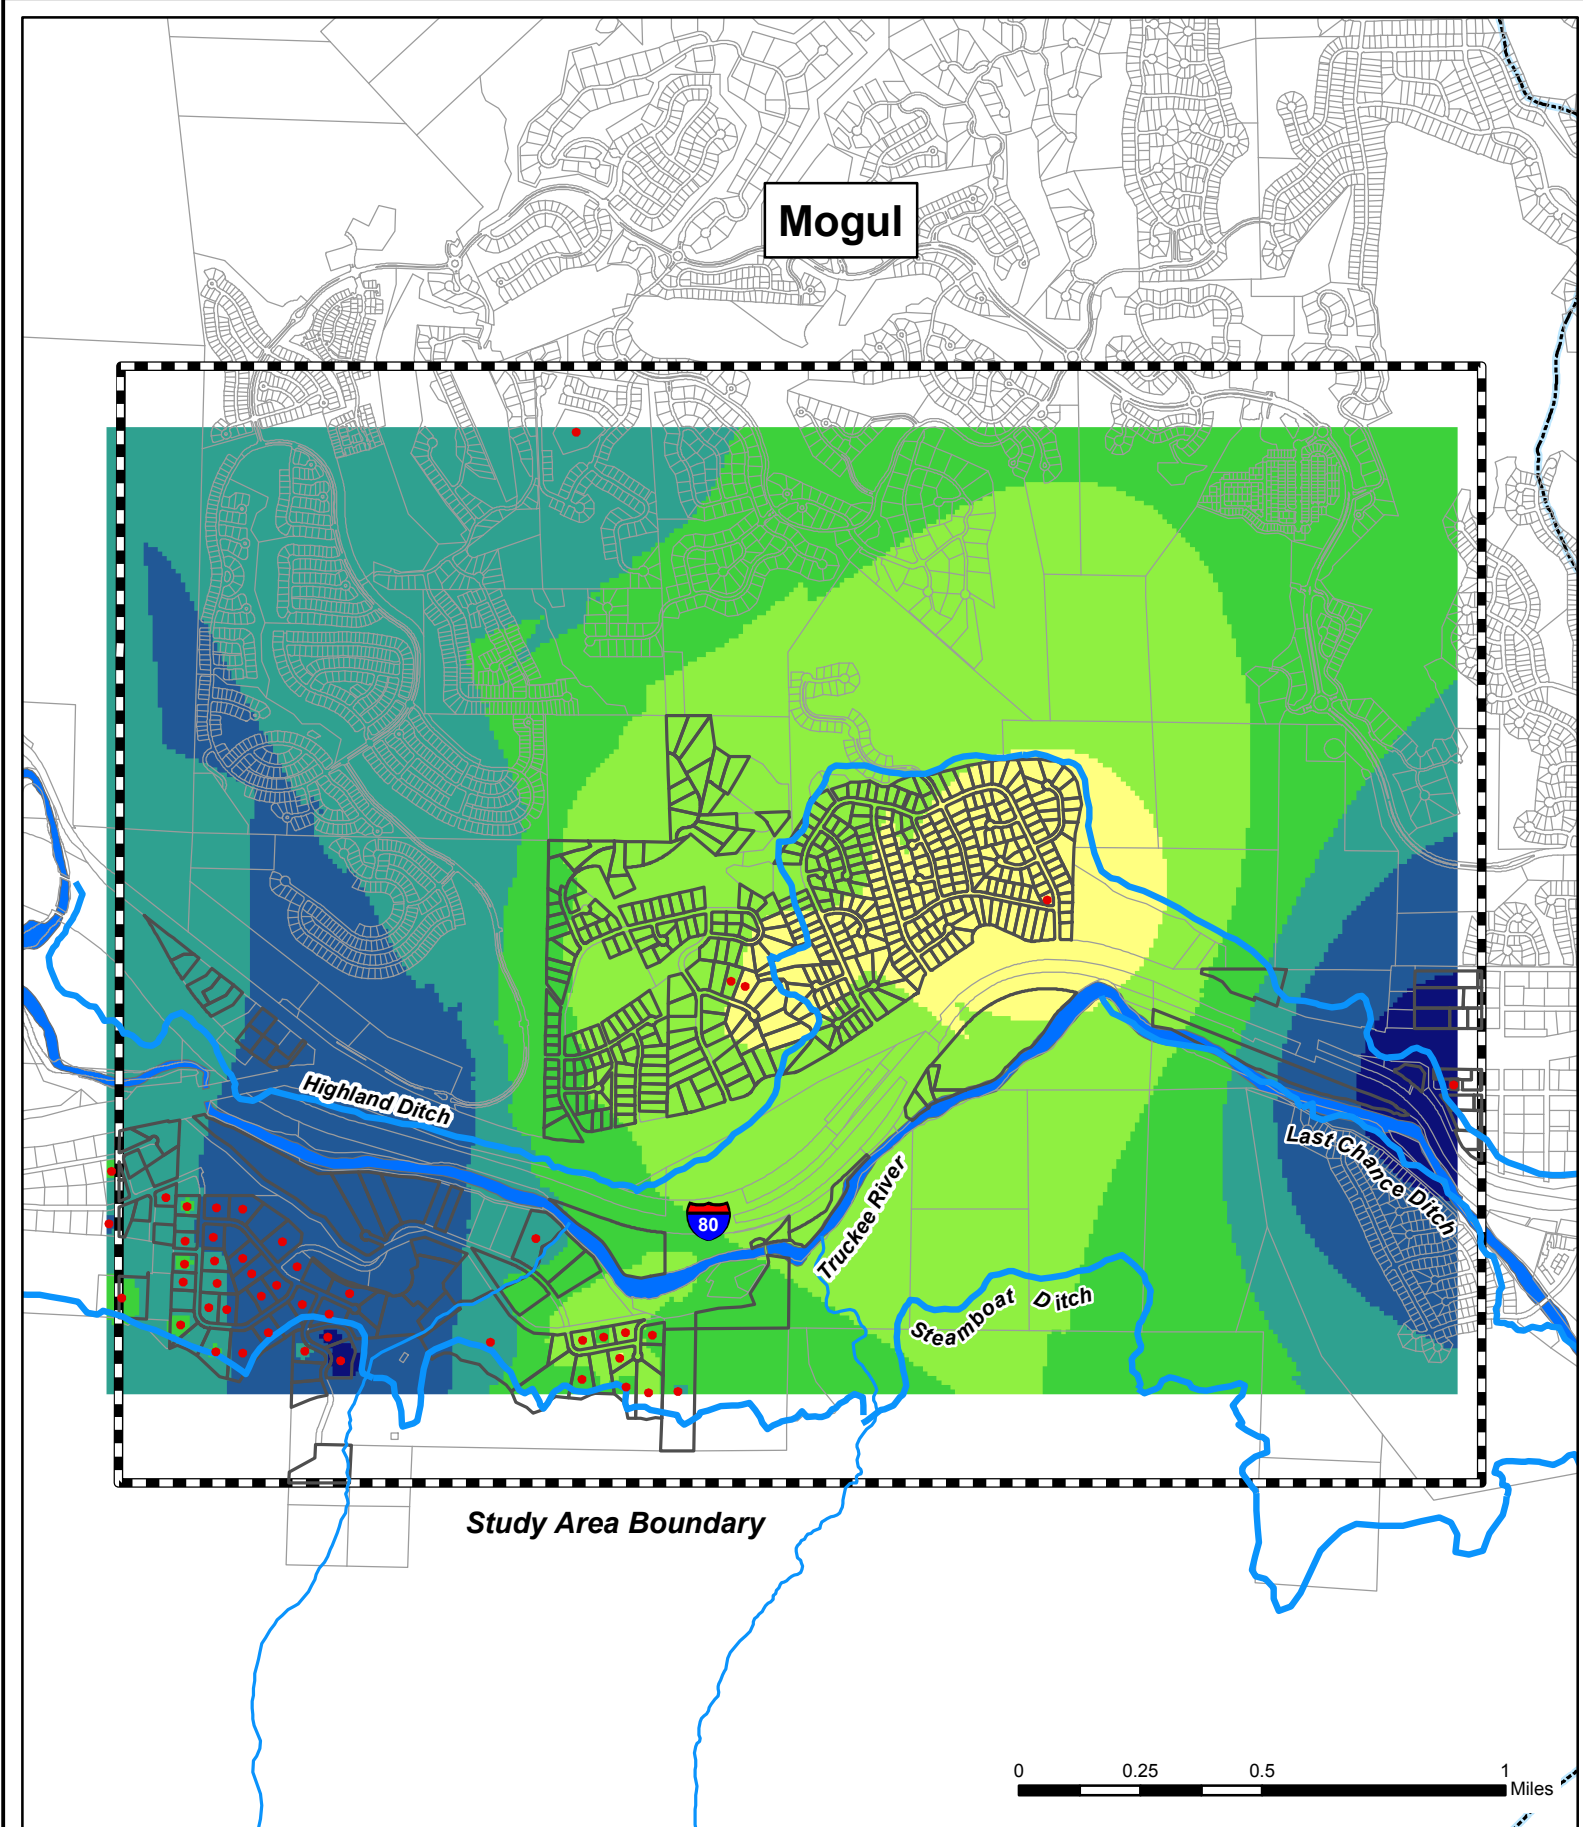 Mogul
Highland Ditch
80
Truckee River
Last Chance Ditch
Steamboat Ditch
Study Area Boundary
0 0.25 0.5 1
Miles